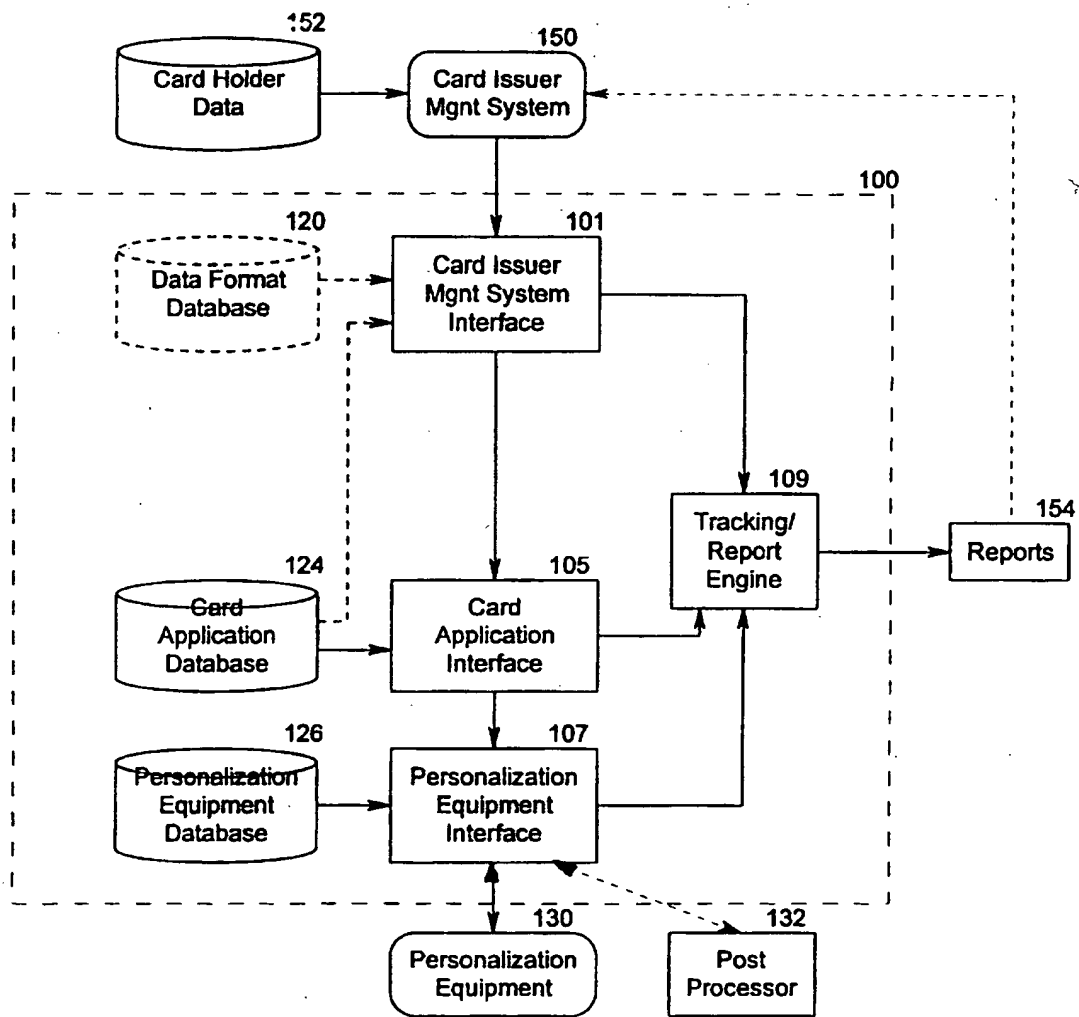 152
Card Holder
Data
150
Card Issuer
Mgnt System
100
120
Data Format
Database
101
Card Issuer
Mgnt System
Interface
109
Tracking/
Report
Engine
154
Reports
124
Card
Application
Database
105
Card
Application
Interface
126
Personalization
Equipment
Database
107
Personalization
Equipment
Interface
130
Personalization
Equipment
132
Post
Processor